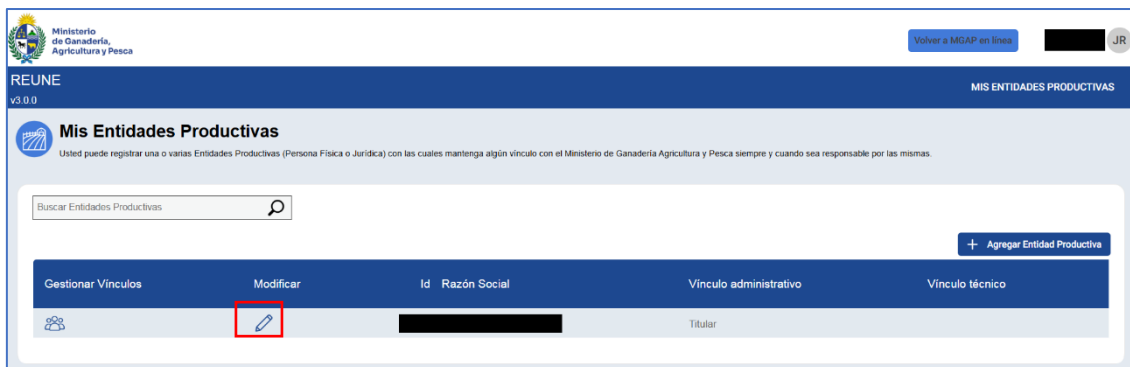 Ministerio
de Ganadería,
Agricultura y Pesca
Volver a MGAP en línea
JR
REUNE
MIS ENTIDADES PRODUCTIVAS
v3.0.0
Mis Entidades Productivas
Usted puede registrar una o varias Entidades Productivas (Persona Física o Jurídica) con las cuales mantenga algún vínculo con el Ministerio de Ganadería Agricultura y Pesca siempre y cuando sea responsable por las mismas.
Buscar Entidades Productivas
+ Agregar Entidad Productiva
Gestionar Vínculos Modificar Id Razón Social Vínculo administrativo Vínculo técnico
Titular